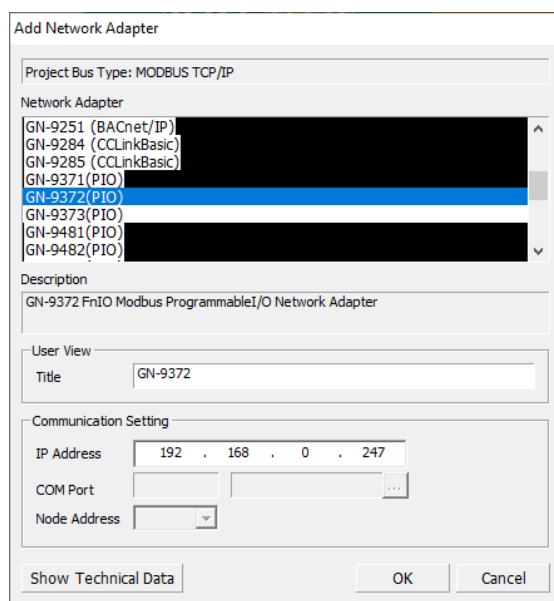 Add Network Adapter
Project Bus Type: MODBUS TCP/IP
Network Adapter
GN-9251 (BACnet/IP)
GN-9284 (CCLinkBasic)
GN-9285 (CCLinkBasic)
GN-9371(PIO)
GN-9372(PIO)
GN-9373(PIO)
GN-9481(PIO)
GN-9482(PIO)
Description
GN-9372 FnIO Modbus ProgrammableI/O Network Adapter
User View
Title GN-9372
Communication Setting
IP Address 192 . 168 . 0 . 247
COM Port ...
Node Address
Show Technical Data OK Cancel